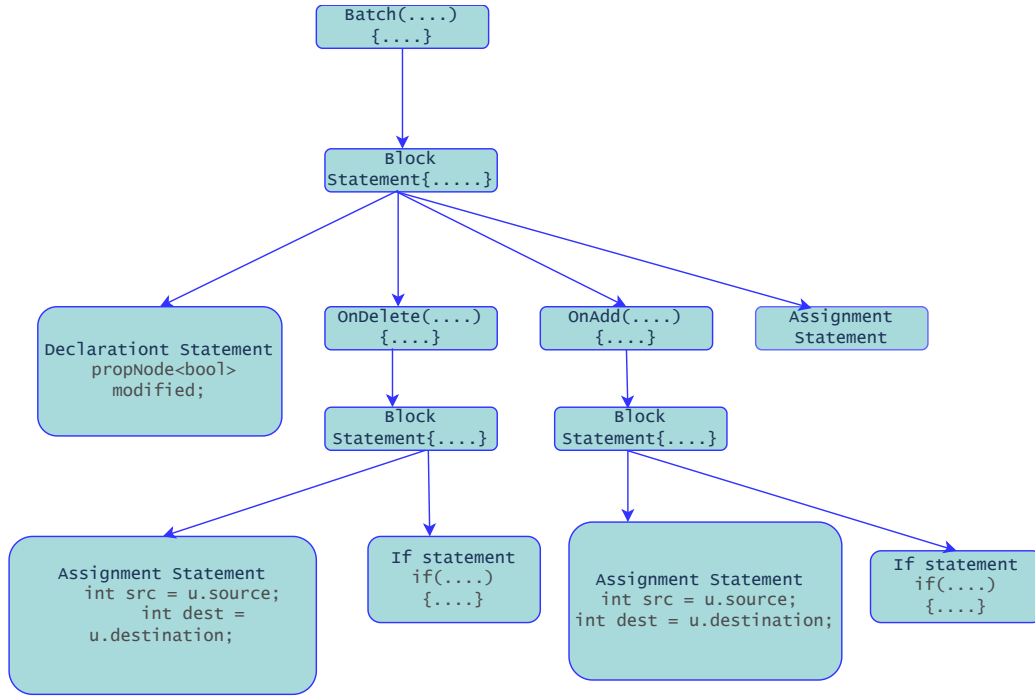 Batch(....)
{....}
Block
Statement{.....}
Declarationt Statement
propNode<bool>
modified;
OnDelete(....)
{....}
OnAdd(....)
{....}
Assignment
Statement
Block
Statement{....}
Block
Statement{....}
Assignment Statement
int src = u.source;
int dest =
u.destination;
If statement
if(....)
{....}
Assignment Statement
int src = u.source;
int dest = u.destination;
If statement
if(....)
{....}